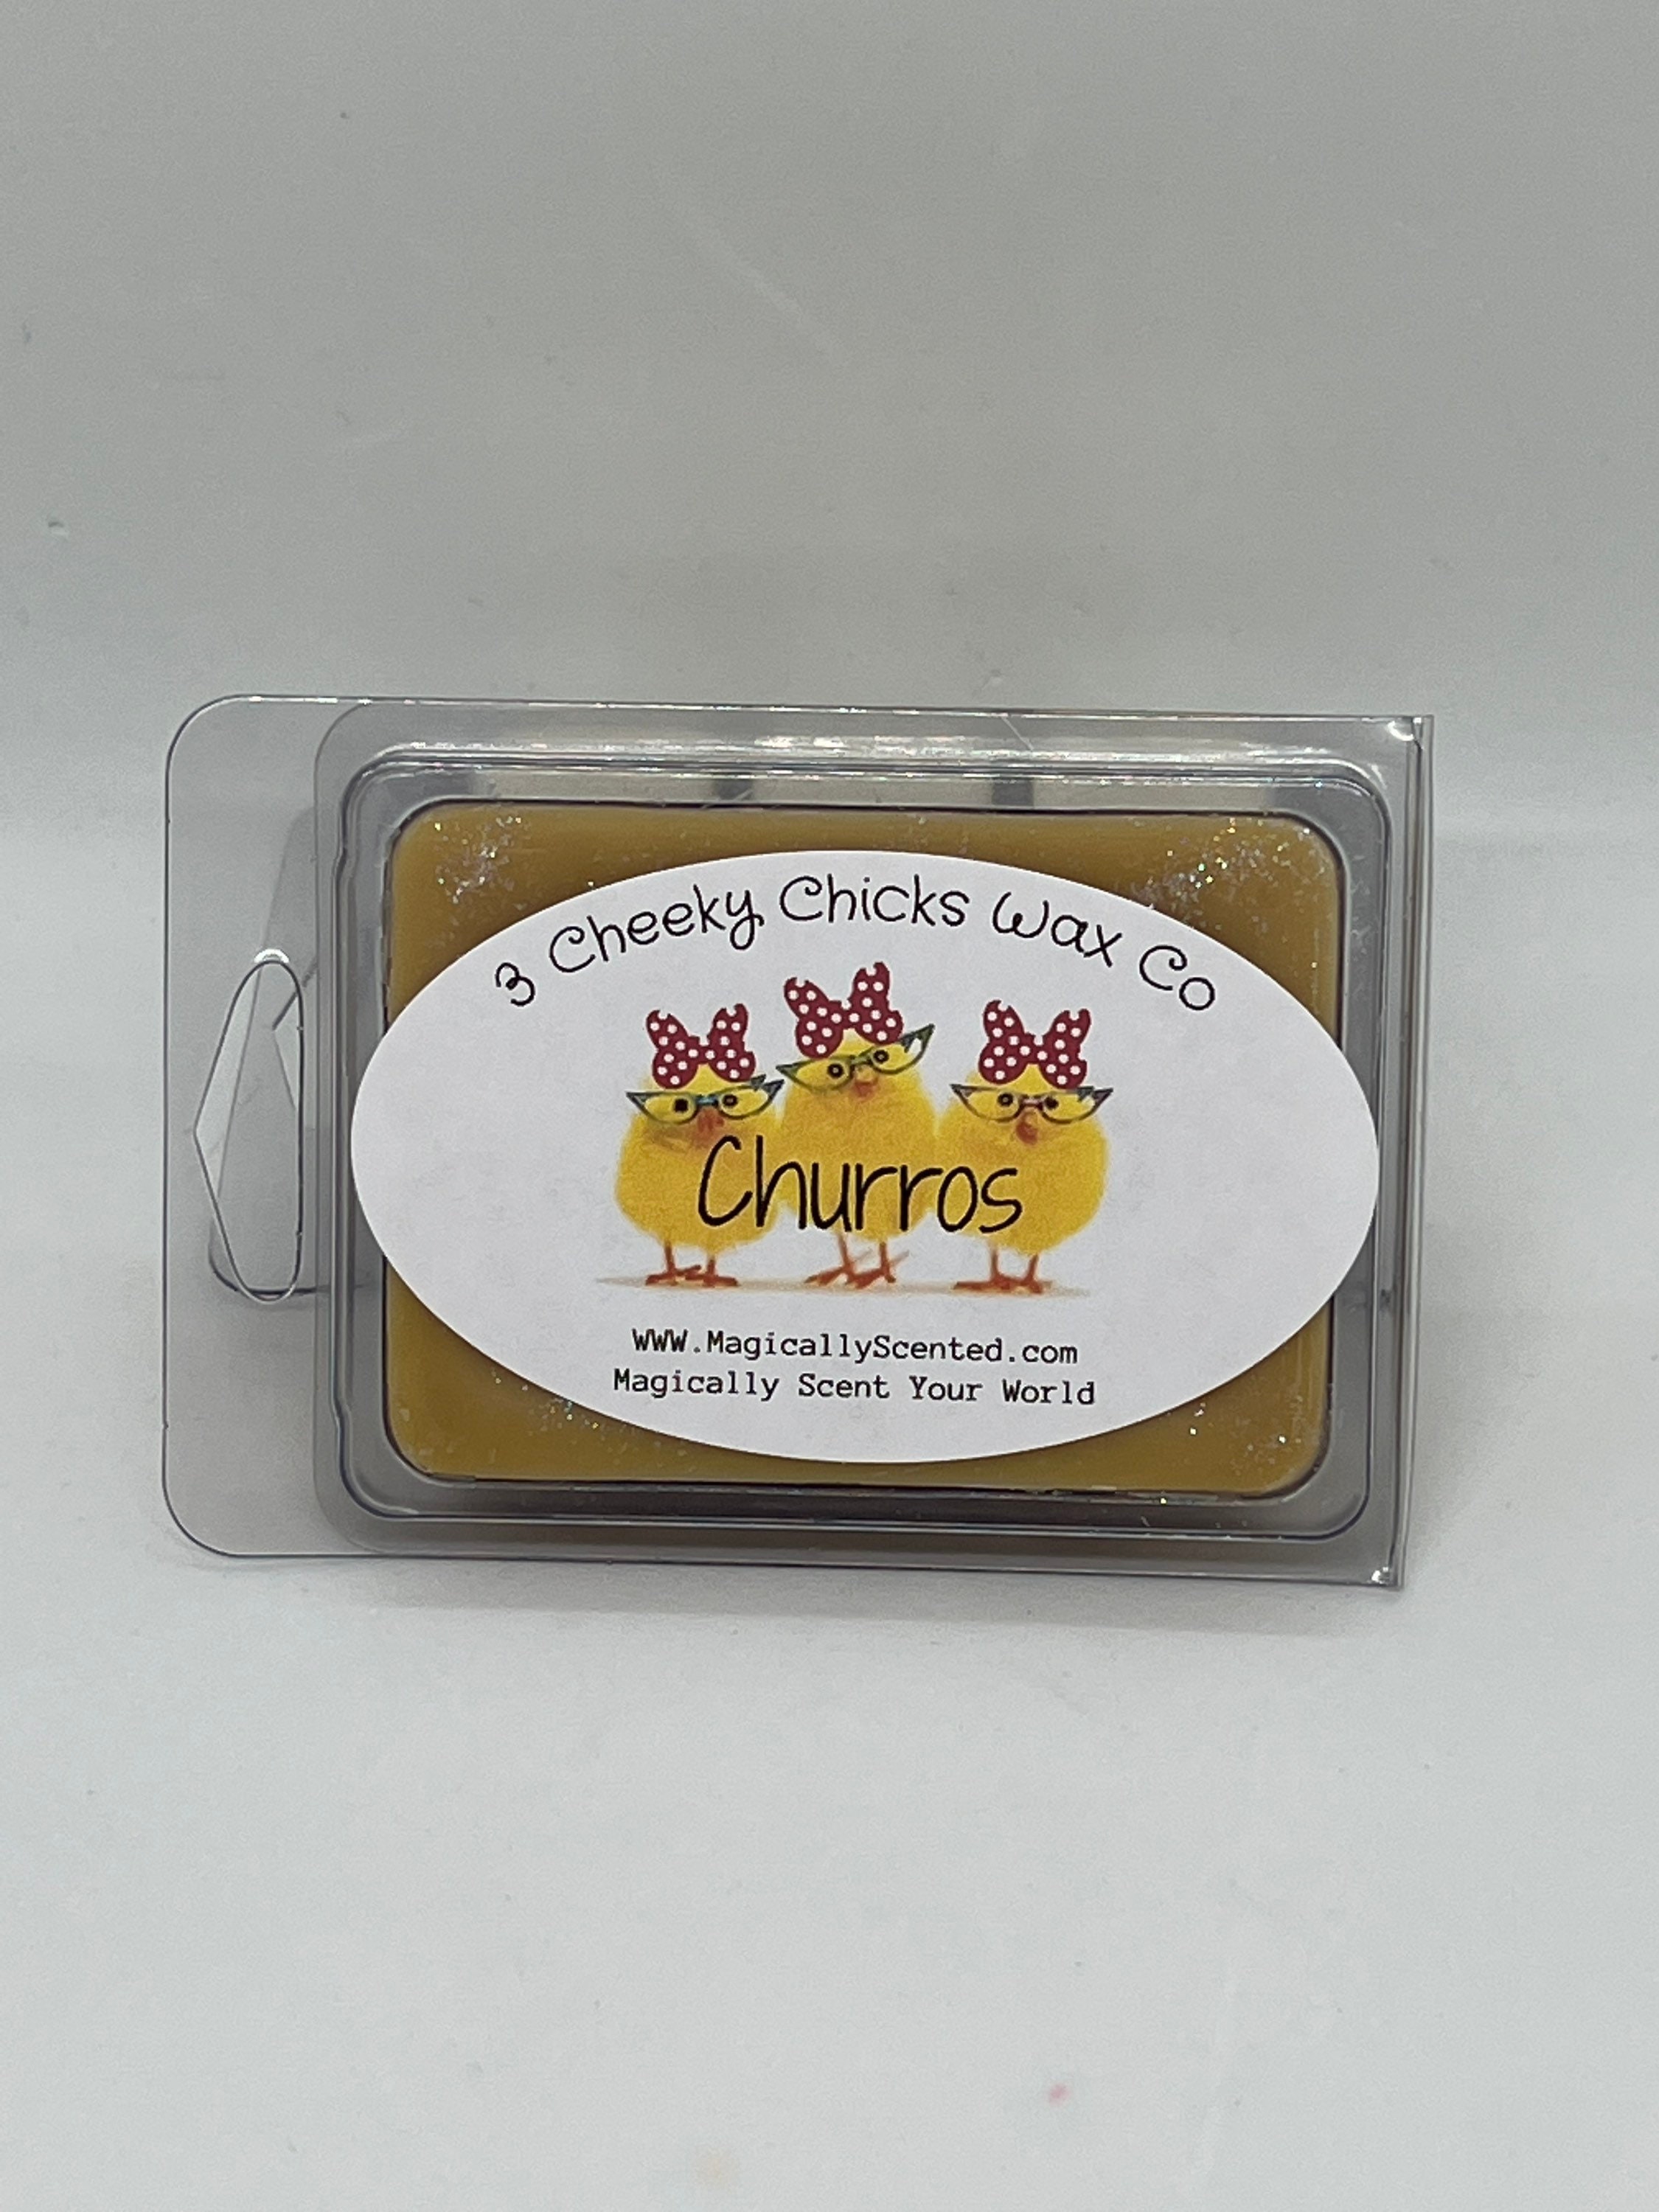 3 Cheeky Chicks Wax Co
Churros
WWW.MagicallyScented.com
Magically Scent Your World